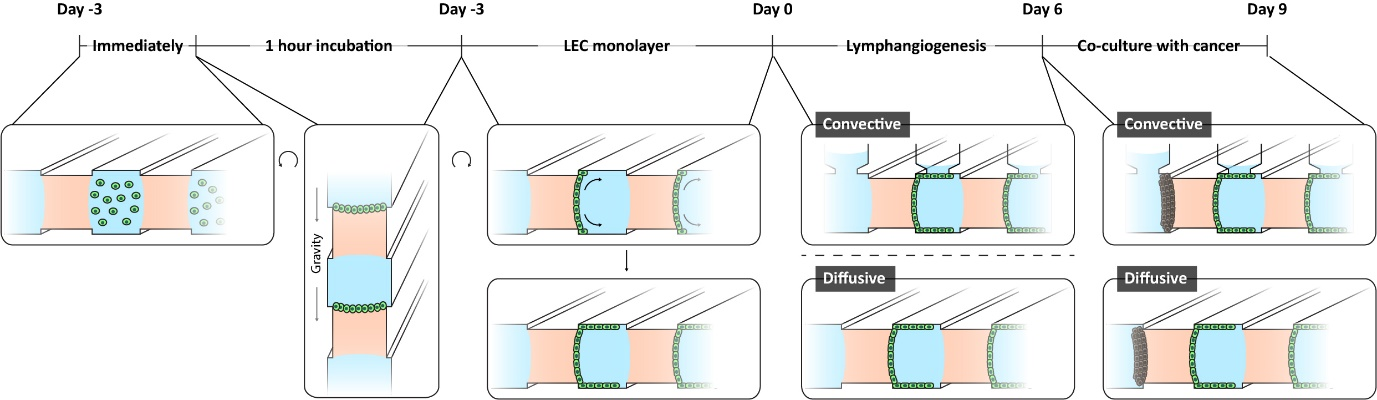 Day -3
Day -3
Day 0
Day 6
Day 9
Immediately
1 hour incubation
LEC monolayer
Lymphangiogenesis
Co-culture with cancer
Convective
Convective
Gravity
Diffusive
Diffusive